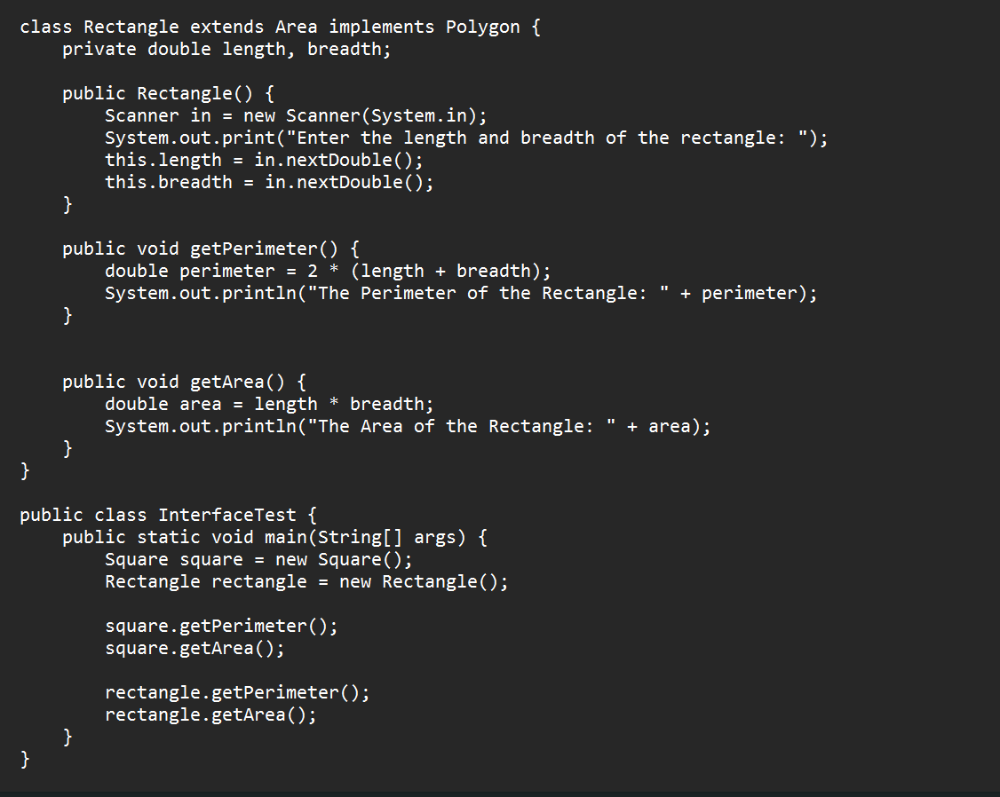 class Rectangle extends Area implements Polygon {
    private double length, breadth;

    public Rectangle() {
        Scanner in = new Scanner(System.in);
        System.out.print("Enter the length and breadth of the rectangle: ");
        this.length = in.nextDouble();
        this.breadth = in.nextDouble();
    }

    public void getPerimeter() {
        double perimeter = 2 * (length + breadth);
        System.out.println("The Perimeter of the Rectangle: " + perimeter);
    }


    public void getArea() {
        double area = length * breadth;
        System.out.println("The Area of the Rectangle: " + area);
    }
}

public class InterfaceTest {
    public static void main(String[] args) {
        Square square = new Square();
        Rectangle rectangle = new Rectangle();

        square.getPerimeter();
        square.getArea();

        rectangle.getPerimeter();
        rectangle.getArea();
    }
}